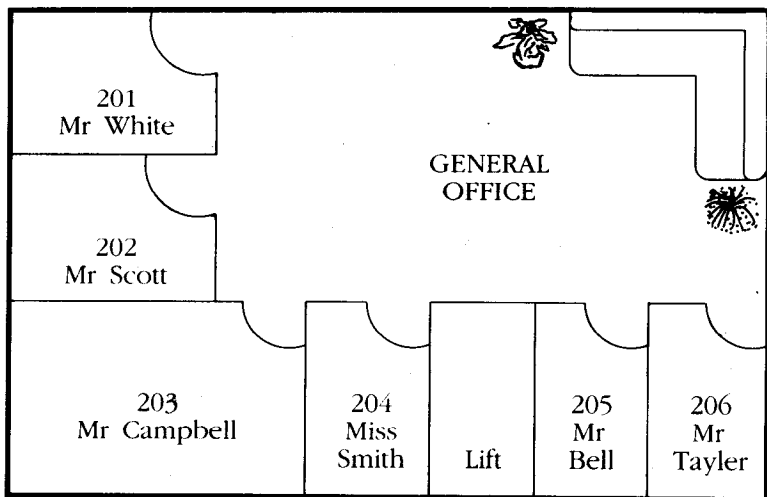 201
Mr White
GENERAL
OFFICE
202
Mr Scott
203
Mr Campbell
204
Miss
Smith
Lift
205
Mr
Bell
206
Mr
Tayler